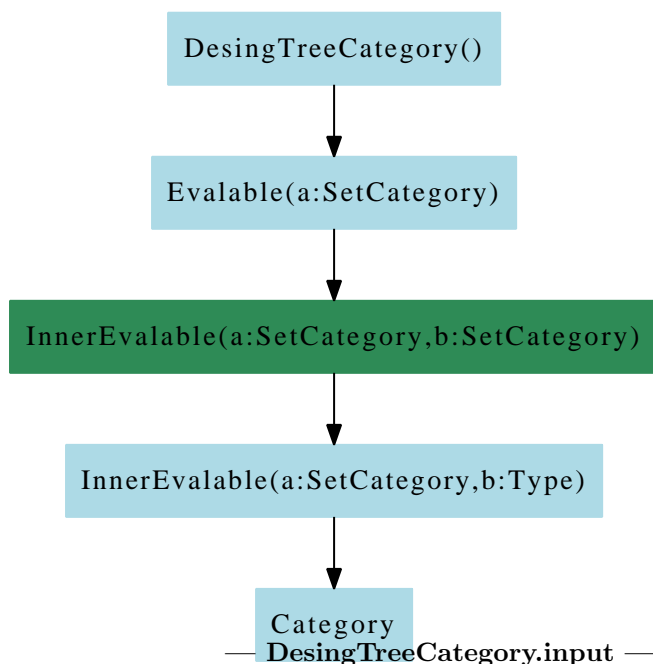 DesingTreeCategory()
Evalable(a:SetCategory)
InnerEvalable(a:SetCategory,b:SetCategory)
InnerEvalable(a:SetCategory,b:Type)
Category
— DesingTreeCategory.input —